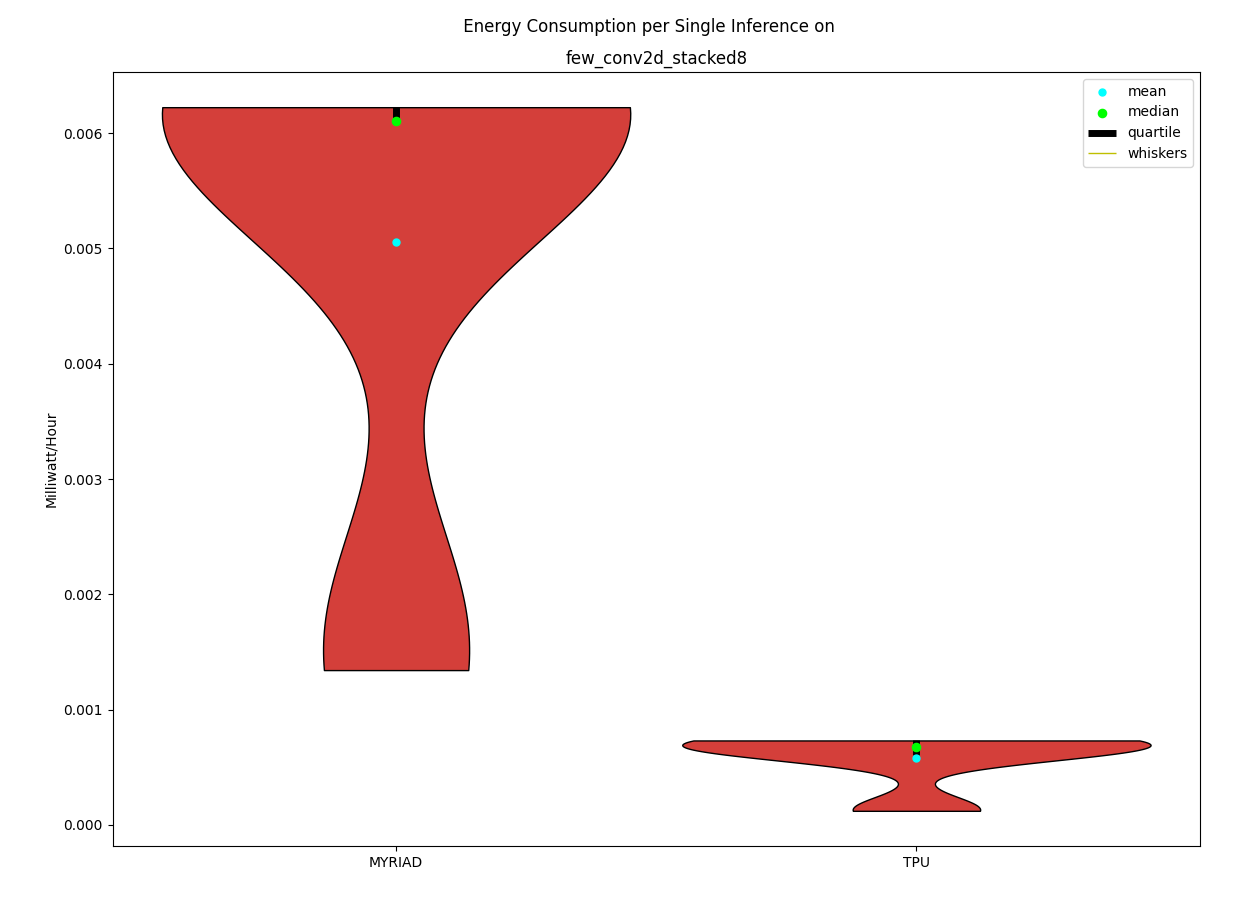 Energy Consumption per Single Inference on
few_conv2d_stacked8
mean
median
quartile
whiskers
0.006
0.005
0.004
0.003
0.002
0.001
0.000
Milliwatt/Hour
MYRIAD
TPU